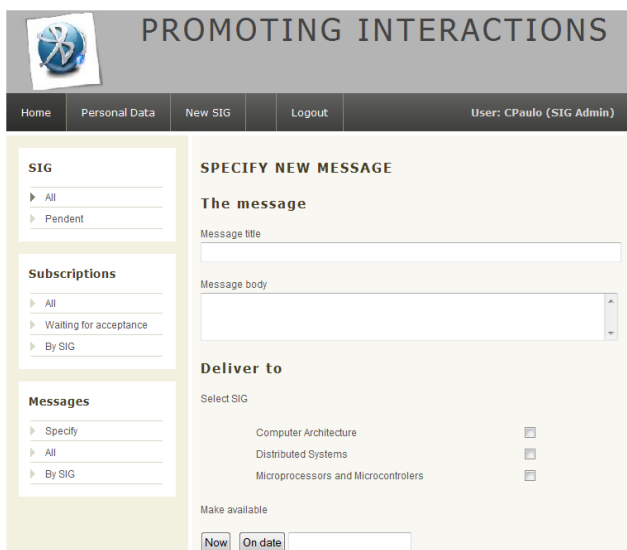 PROMOTING INTERACTIONS
Home Personal Data New SIG Logout User: CPaulo (SIG Admin)
SIG
All
Pendent
Subscriptions
All
Waiting for acceptance
By SIG
Messages
Specify
All
By SIG
SPECIFY NEW MESSAGE
The message
Message title
Message body
Deliver to
Select SIG
Computer Architecture
Distributed Systems
Microprocessors and Microcontrolers
Make available
Now On date